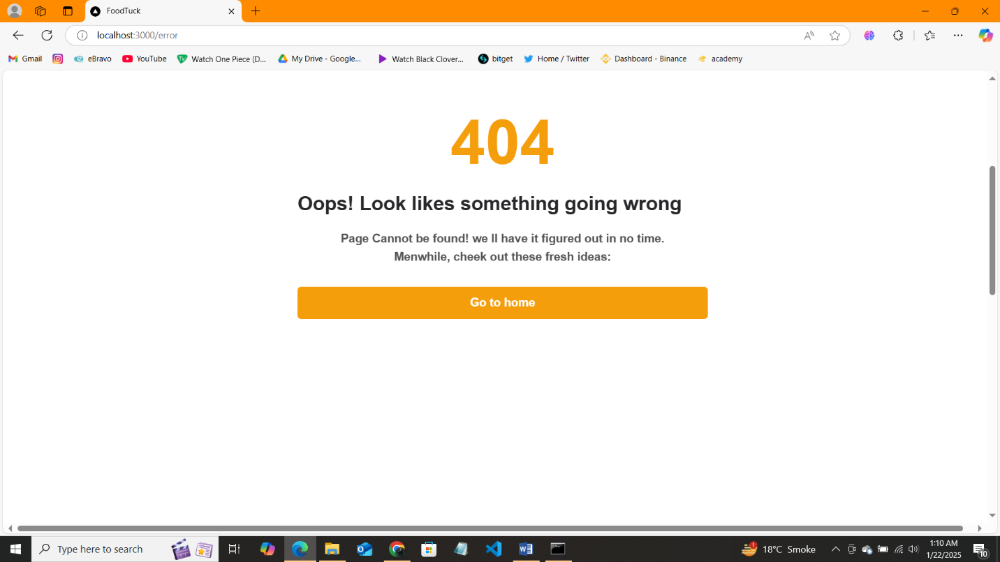 FoodTuck
localhost:3000/error
Gmail
eBravo
YouTube
Watch One Piece (D...
My Drive - Google...
Watch Black Clover...
bitget
Home / Twitter
Dashboard - Binance
academy
404
Oops! Look likes something going wrong
Page Cannot be found! we ll have it figured out in no time.
Menwhile, cheek out these fresh ideas:
Go to home
Type here to search
1
18°C Smoke
1:10 AM
1/22/2025
10